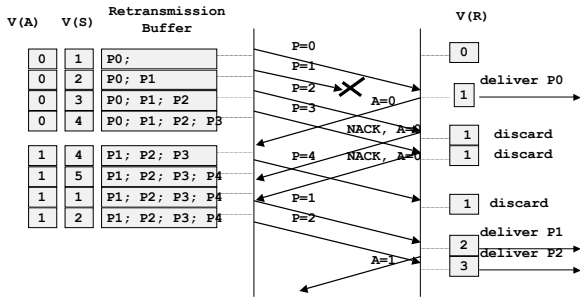 V(A) V(S) Retransmission Buffer V(R)
0 1 P0; P=0 0
0 2 P0; P1 P=1
0 3 P0; P1; P2 P=2 A=0 1 deliver P0
0 4 P0; P1; P2; P3 P=3
NACK, A=0 1 discard
1 4 P1; P2; P3 P=4 NACK, A=0 1 discard
1 5 P1; P2; P3; P4
1 1 P1; P2; P3; P4 P=1 1 discard
1 2 P1; P2; P3; P4 P=2
2 deliver P1
A=1 3 deliver P2